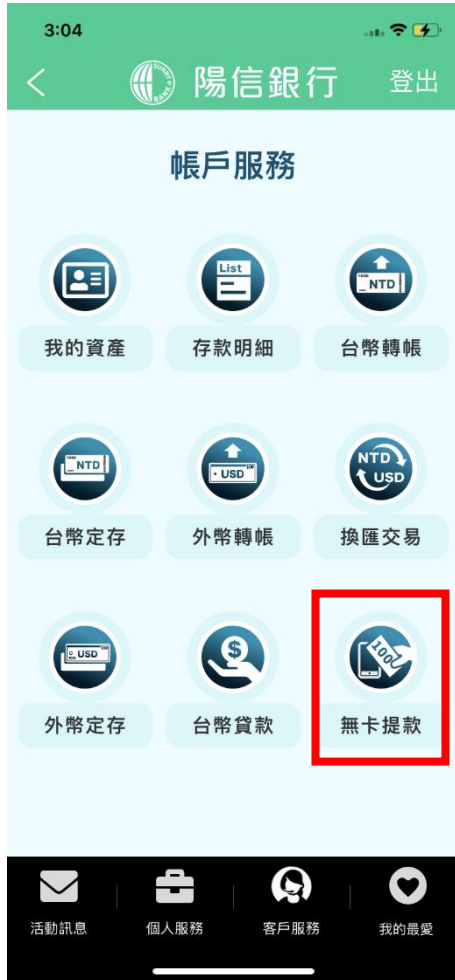 3:04
SUNNY BANK
陽信銀行
登出
帳戶服務
List
NTD
我的資產
存款明細
台幣轉帳
NTD
USD
NTD
USD
台幣定存
外幣轉帳
換匯交易
USD
$
100
外幣定存
台幣貸款
無卡提款
活動訊息
個人服務
客戶服務
我的最愛